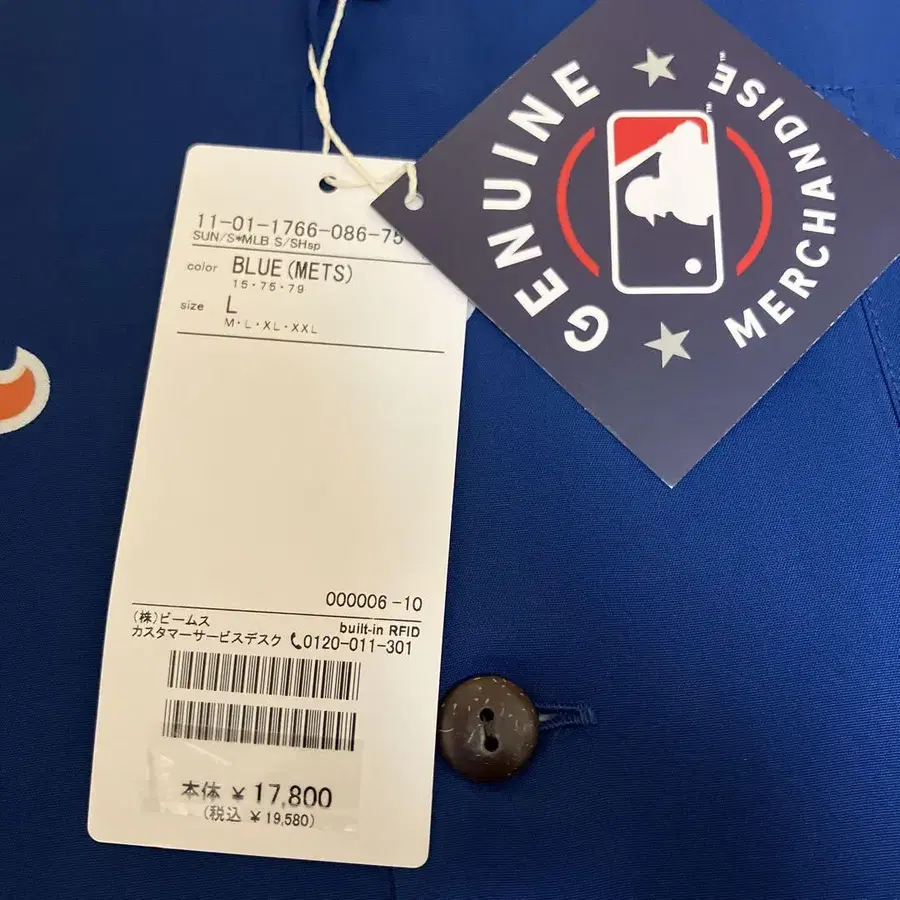 11-01-1766-086-75
SUN/S*MLB S/SHsp
color BLUE(METS)
15・75・79
size L
M・L・XL・XXL
000006-10
(株)ビームス
built-in RFID
カスタマーサービスデスク 0120-011-301
本体 ¥17,800
(税込 ¥19,580)
GENUINE
MERCHANDISE™
™